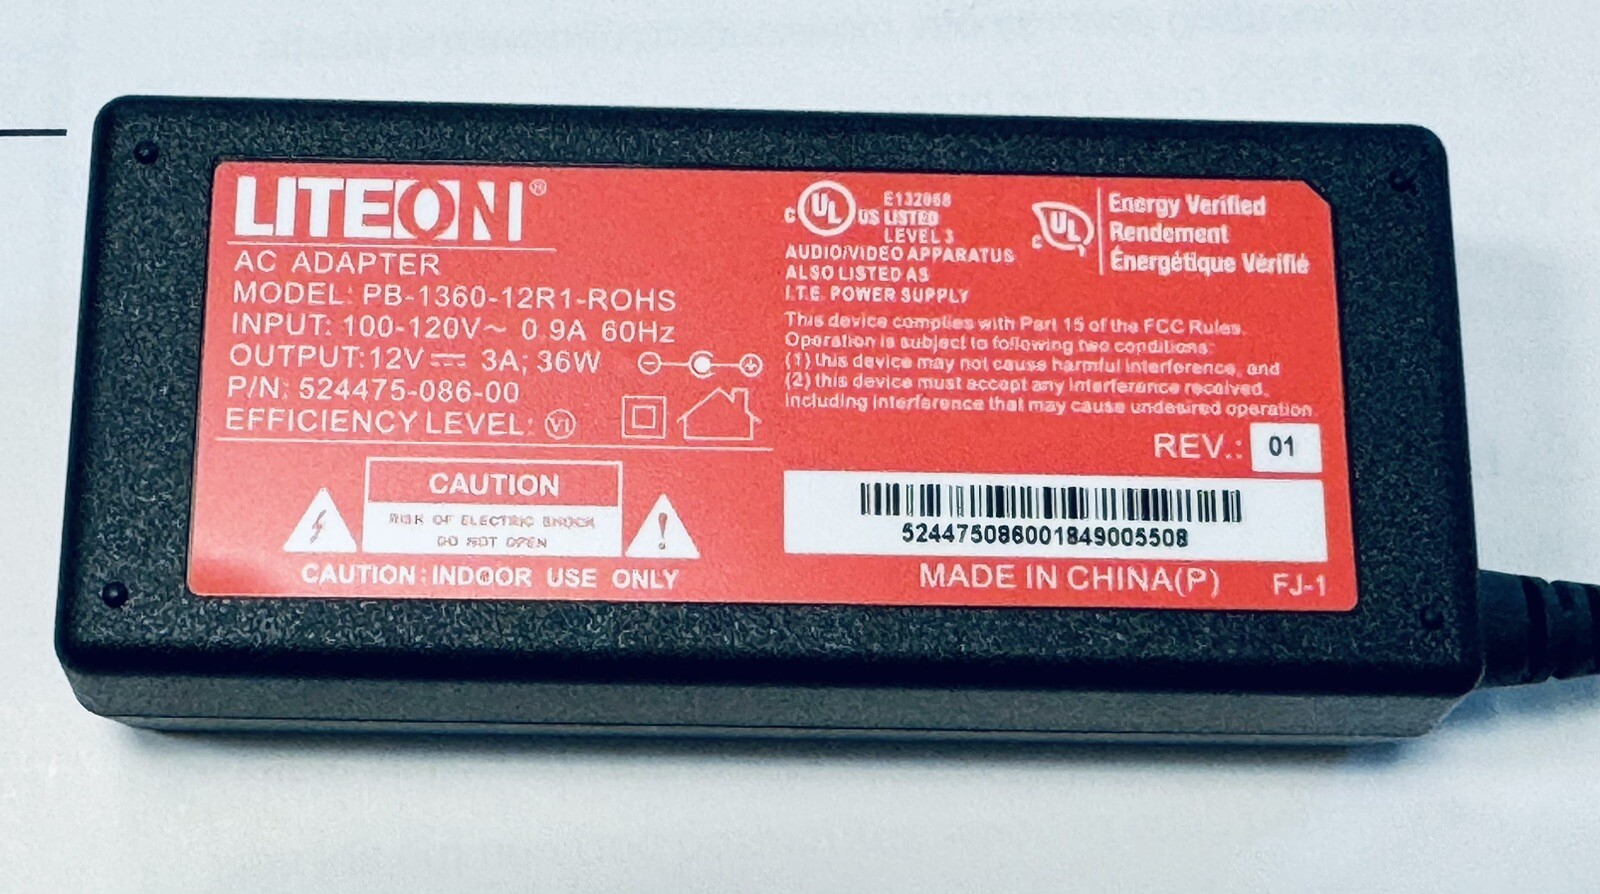 LITEON®
AC ADAPTER
MODEL: PB-1360-12R1-ROHS
INPUT: 100-120V~ 0.9A 60Hz
OUTPUT:12V⎓ 3A; 36W
P/N: 524475-086-00
EFFICIENCY LEVEL: VI
CAUTION
RISK OF ELECTRIC SHOCK
DO NOT OPEN
CAUTION: INDOOR USE ONLY
c UL US E132068
LISTED
LEVEL 3
AUDIO/VIDEO APPARATUS
ALSO LISTED AS
I.T.E. POWER SUPPLY
c UL Energy Verified
Rendement
Énergétique Vérifié
This device complies with Part 15 of the FCC Rules.
Operation is subject to following two conditions:
(1) this device may not cause harmful interference, and
(2) this device must accept any interference received,
including interference that may cause undesired operation.
REV.: 01
524475086001849005508
MADE IN CHINA(P) FJ-1